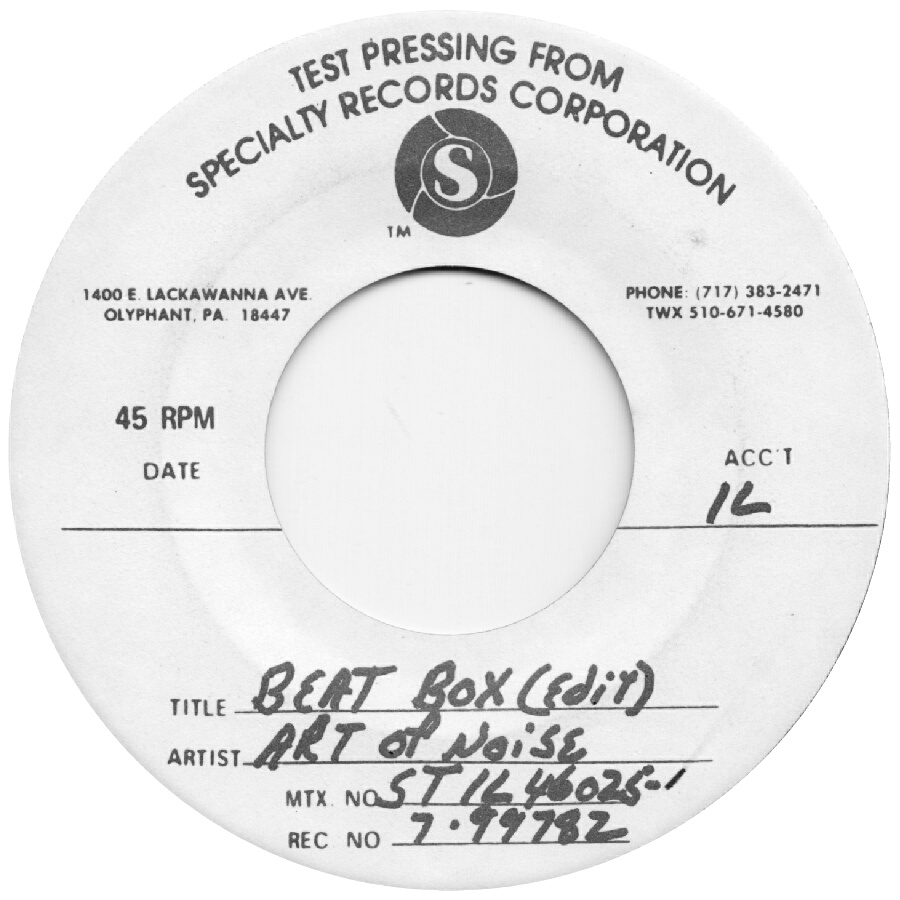 TEST PRESSING FROM
SPECIALTY RECORDS CORPORATION
S
TM
1400 E. LACKAWANNA AVE.
OLYPHANT, PA. 18447
PHONE: (717) 383-2471
TWX 510-671-4580
45 RPM
DATE
ACC'T
IL
TITLE BEAT BOX (Edit)
ARTIST ART of NoiSE
MTX. NO ST IL 46025-1
REC NO 7·99782